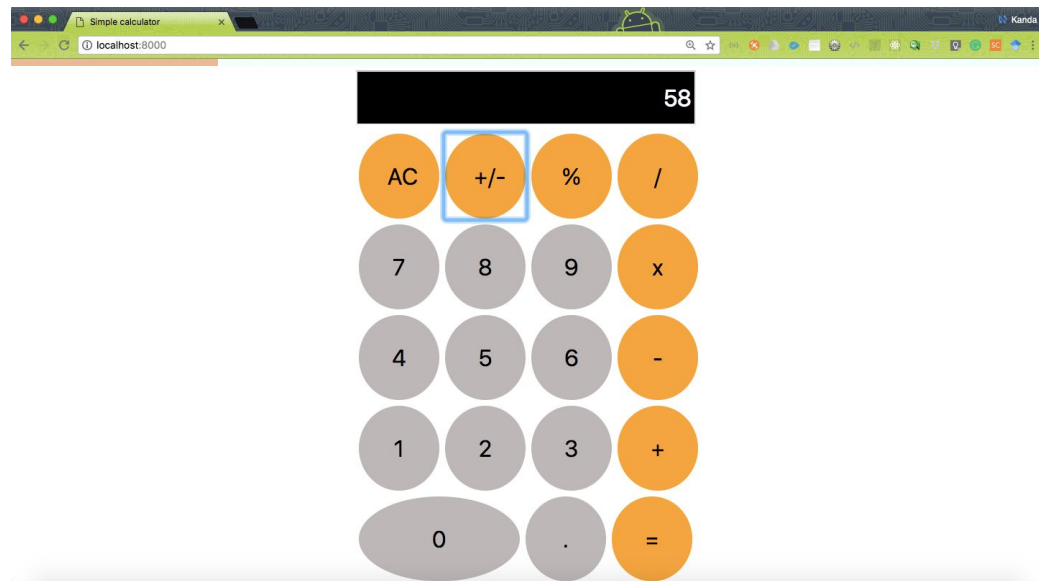 Simple calculator
Kanda
localhost:8000
58
AC +/- % /
7 8 9 x
4 5 6 -
1 2 3 +
0 . =